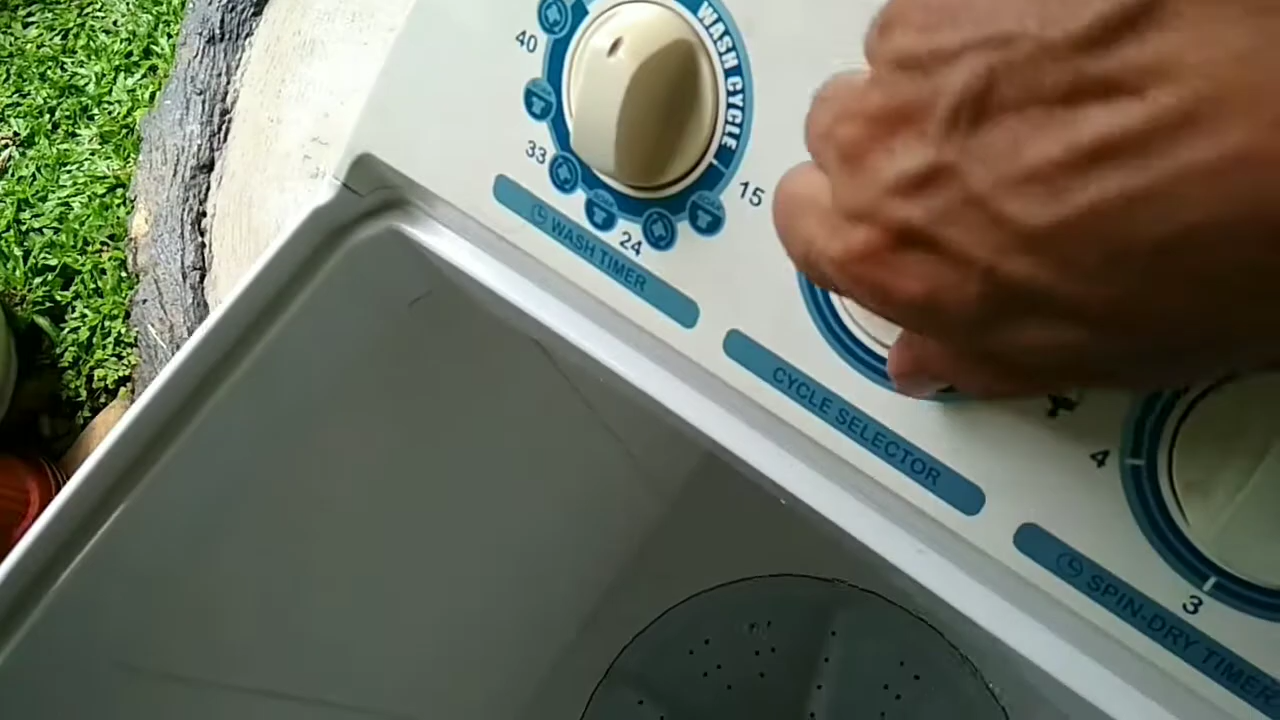 WASH CYCLE
40
33
24
15
WASH TIMER
CYCLE SELECTOR
4
3
SPIN-DRY TIMER